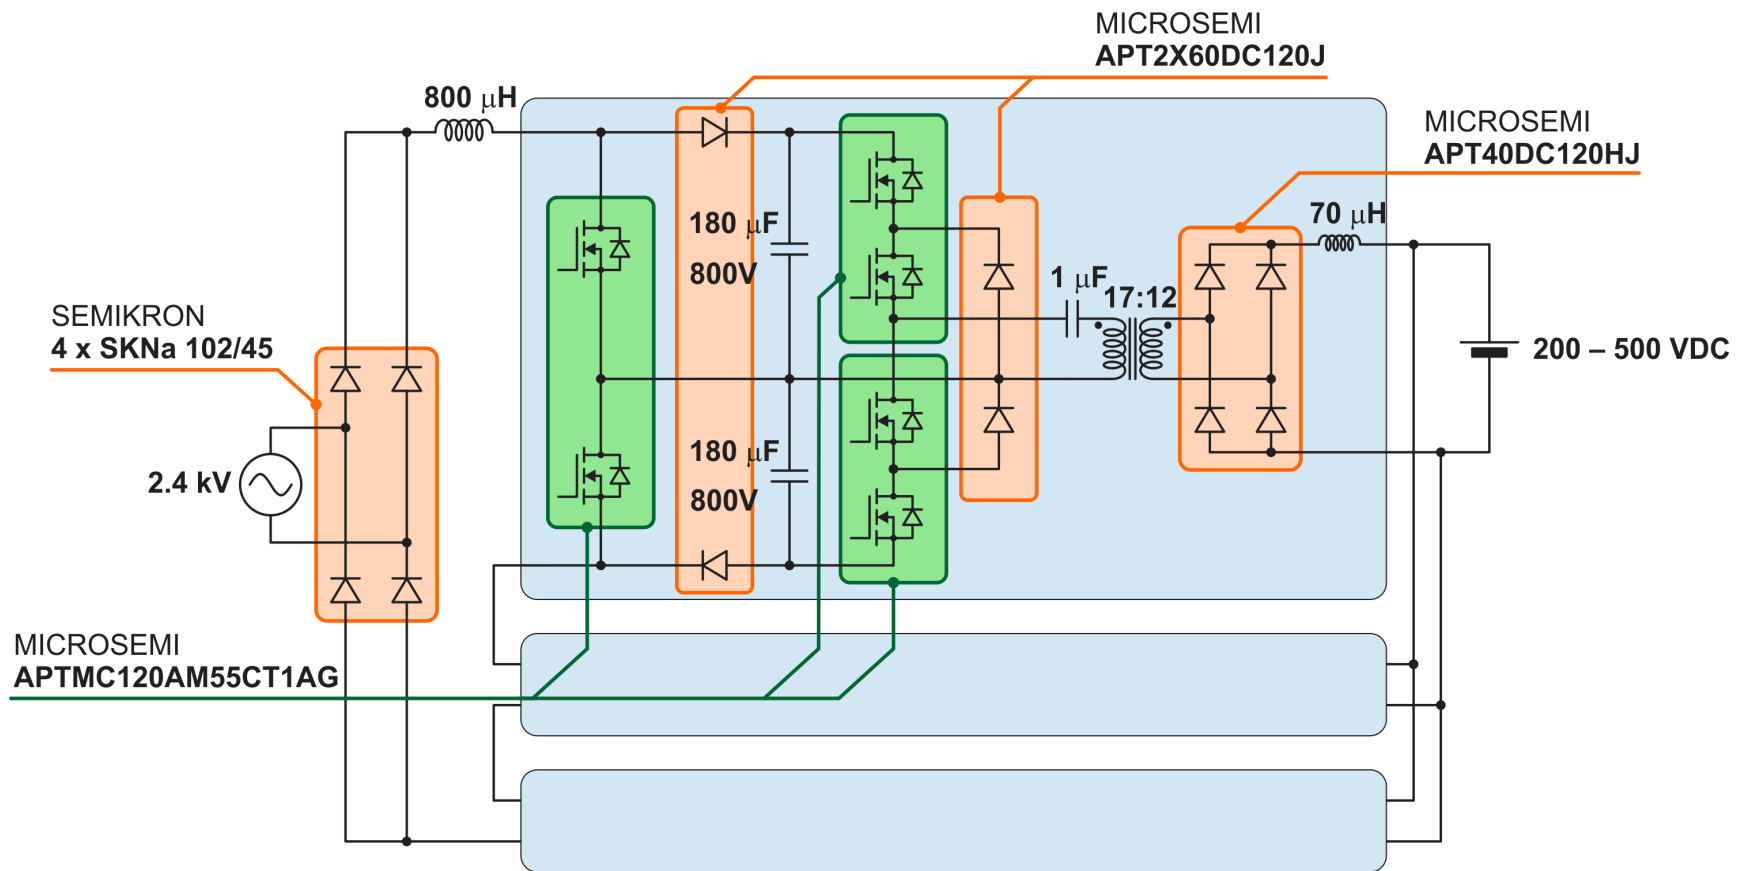 MICROSEMI
APT2X60DC120J
800 μH
MICROSEMI
APT40DC120HJ
180 μF
800V
70 μH
1 μF
17:12
SEMIKRON
4 x SKNa 102/45
200 – 500 VDC
2.4 kV
180 μF
800V
MICROSEMI
APTMC120AM55CT1AG